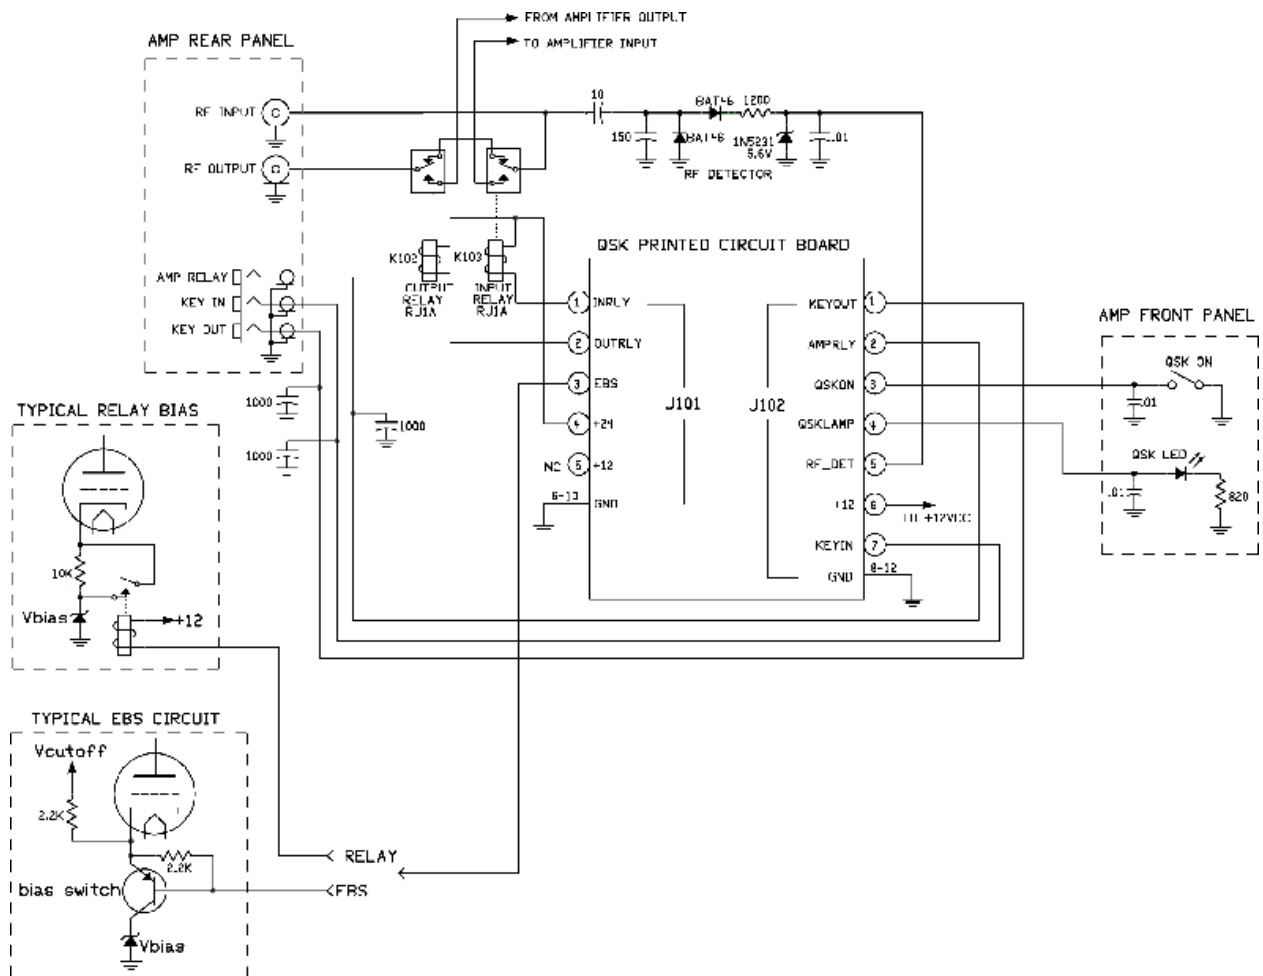 FROM AMPLIFIER OUTPUT
TO AMPLIFIER INPUT
AMP REAR PANEL
RF INPUT
10
BAT46
1200
150
BAT46
1N5231
5.6V
.01
RF OUTPUT
RF DETECTOR
QSK PRINTED CIRCUIT BOARD
K102
K103
AMP RELAY
KEY IN
KEY OUT
OUTPUT
RELAY
RJ1A
INPUT
RELAY
RJ1A
1
INRLY
2
OUTRLY
3
EBS
4
+24
NC
5
+12
6-10
GND
J101
J102
KEYOUT
1
AMPRLY
2
QSKON
3
QSKLAMP
4
RF_DET
5
+12
6
TO +12VDC
KEYIN
7
GND
8-12
AMP FRONT PANEL
QSK ON
.01
QSK LED
.01
820
1000
1000
1000
TYPICAL RELAY BIAS
10K
Vbias
+12
TYPICAL EBS CIRCUIT
Vcutoff
2.2K
2.2K
bias switch
Vbias
RELAY
EBS